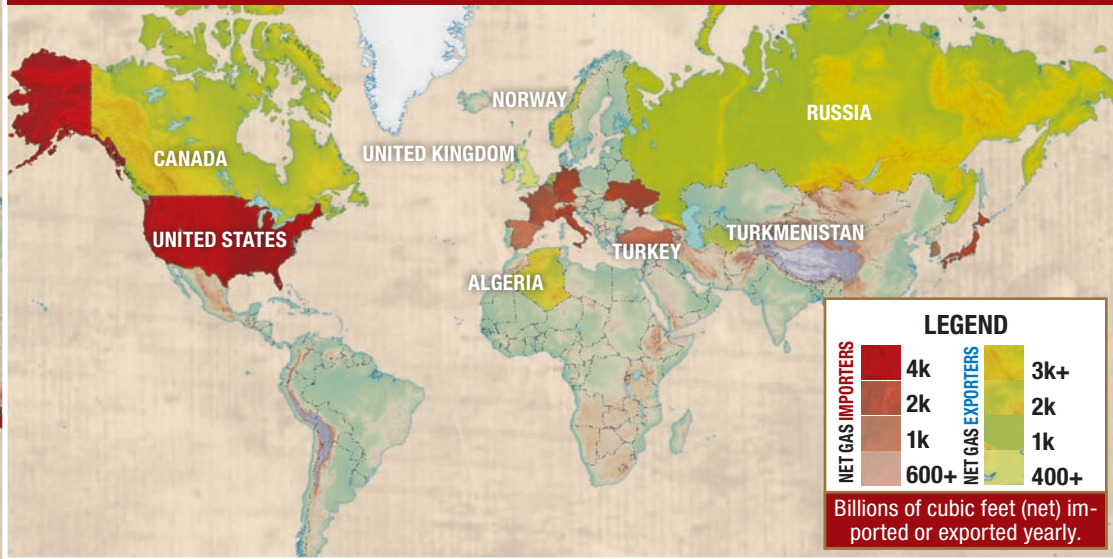 NORWAY
RUSSIA
UNITED KINGDOM
CANADA
UNITED STATES
TURKMENISTAN
TURKEY
ALGERIA
LEGEND
NET GAS IMPORTERS
4k
2k
1k
600+
NET GAS EXPORTERS
3k+
2k
1k
400+
Billions of cubic feet (net) im-
ported or exported yearly.